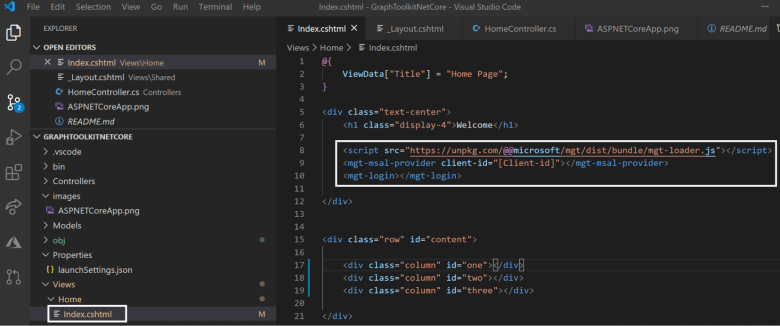 File Edit Selection View Go Run Terminal Help
Index.cshtml - GraphToolkitNetCore - Visual Studio Code
EXPLORER
OPEN EDITORS
Index.cshtml Views\Home M
_Layout.cshtml Views\Shared
HomeController.cs Controllers
ASPNETCoreApp.png
README.md
GRAPHTOOLKITNETCORE
.vscode
bin
Controllers
images
ASPNETCoreApp.png
Models
obj
Properties
launchSettings.json
Views
Home
Index.cshtml M
2
Index.cshtml M
_Layout.cshtml
HomeController.cs
ASPNETCoreApp.png
README.md
Views > Home > Index.cshtml
1 @{
2 ViewData["Title"] = "Home Page";
3 }
4
5 <div class="text-center">
6 <h1 class="display-4">Welcome</h1>
7
8 <script src="https://unpkg.com/@@microsoft/mgt/dist/bundle/mgt-loader.js"></script>
9 <mgt-msal-provider client-id="[Client-id]"></mgt-msal-provider>
10 <mgt-login></mgt-login>
11
12 </div>
13
14
15 <div class="row" id="content">
16
17 <div class="column" id="one"></div>
18 <div class="column" id="two"></div>
19 <div class="column" id="three"></div>
20
21 </div>